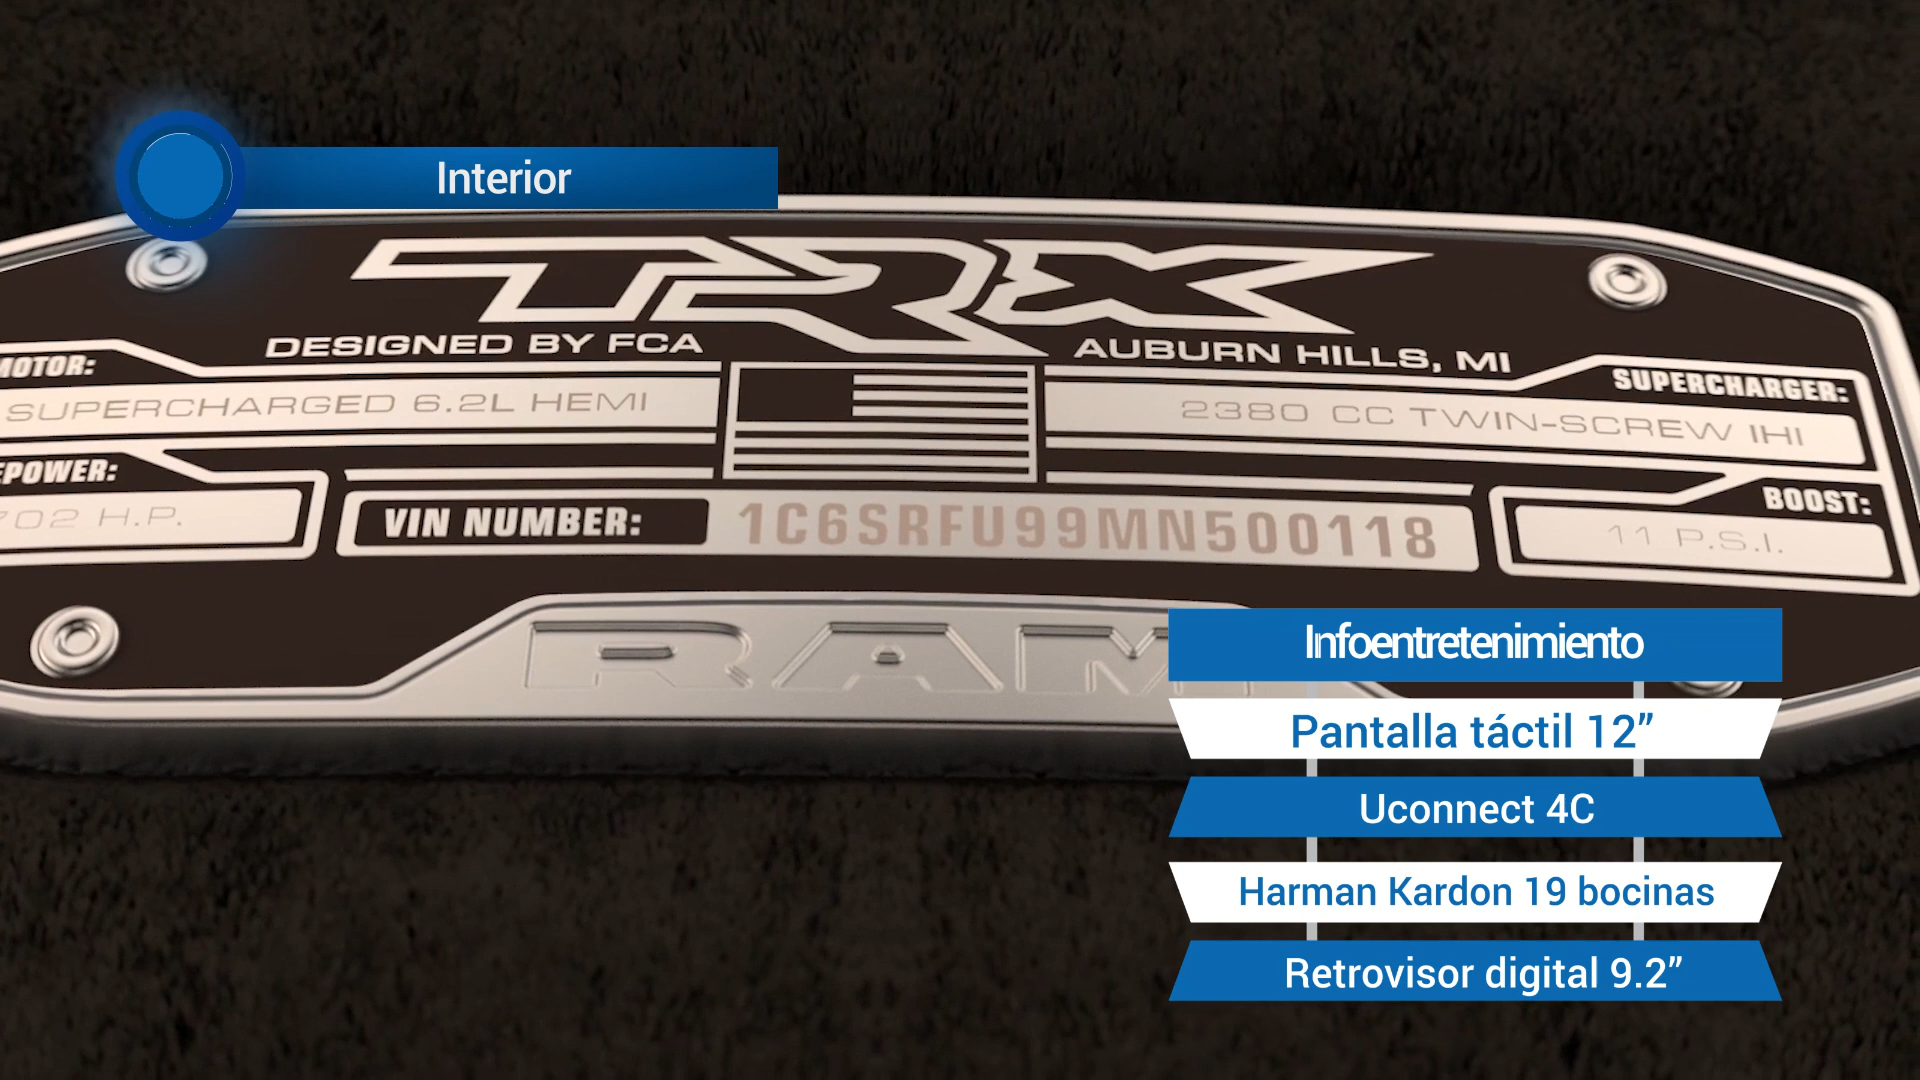 Interior
TRX
DESIGNED BY FCA
AUBURN HILLS, MI
MOTOR:
SUPERCHARGED 6.2L HEMI
SUPERCHARGER:
2380 CC TWIN-SCREW IHI
EPOWER:
702 H.P.
VIN NUMBER:
1C6SRFU99MN500118
BOOST:
11 P.S.I.
RAM
Infoentretenimiento
Pantalla táctil 12”
Uconnect 4C
Harman Kardon 19 bocinas
Retrovisor digital 9.2”